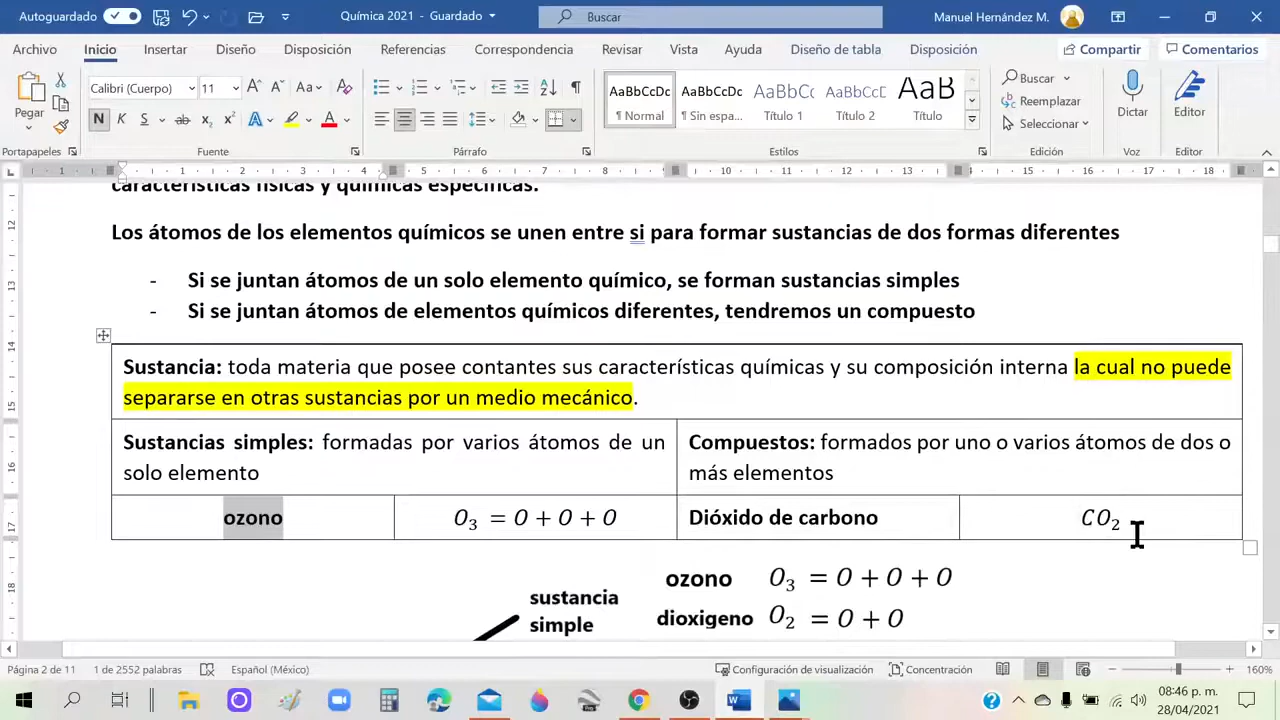 Autoguardado
Química 2021 - Guardado
Buscar
Manuel Hernández M.
Archivo Inicio Insertar Diseño Disposición Referencias Correspondencia Revisar Vista Ayuda Diseño de tabla Disposición Compartir Comentarios
Pegar
Calibri (Cuerpo) 11
AaBbCcDc AaBbCcDc AaBbCc AaBbCcD AaB
¶ Normal ¶ Sin espa... Título 1 Título 2 Título
Buscar
Reemplazar
Seleccionar
Dictar
Editor
Portapapeles Fuente Párrafo Estilos Edición Voz Editor
características físicas y químicas específicas.
Los átomos de los elementos químicos se unen entre si para formar sustancias de dos formas diferentes
- Si se juntan átomos de un solo elemento químico, se forman sustancias simples
- Si se juntan átomos de elementos químicos diferentes, tendremos un compuesto
Sustancia: toda materia que posee contantes sus características químicas y su composición interna la cual no puede
separarse en otras sustancias por un medio mecánico.
Sustancias simples: formadas por varios átomos de un
solo elemento
Compuestos: formados por uno o varios átomos de dos o
más elementos
ozono
O₃ = O + O + O
Dióxido de carbono
CO₂
sustancia
simple
ozono O₃ = O + O + O
dioxigeno O₂ = O + O
Página 2 de 11 1 de 2552 palabras Español (México) Configuración de visualización Concentración 160%
08:46 p. m.
28/04/2021